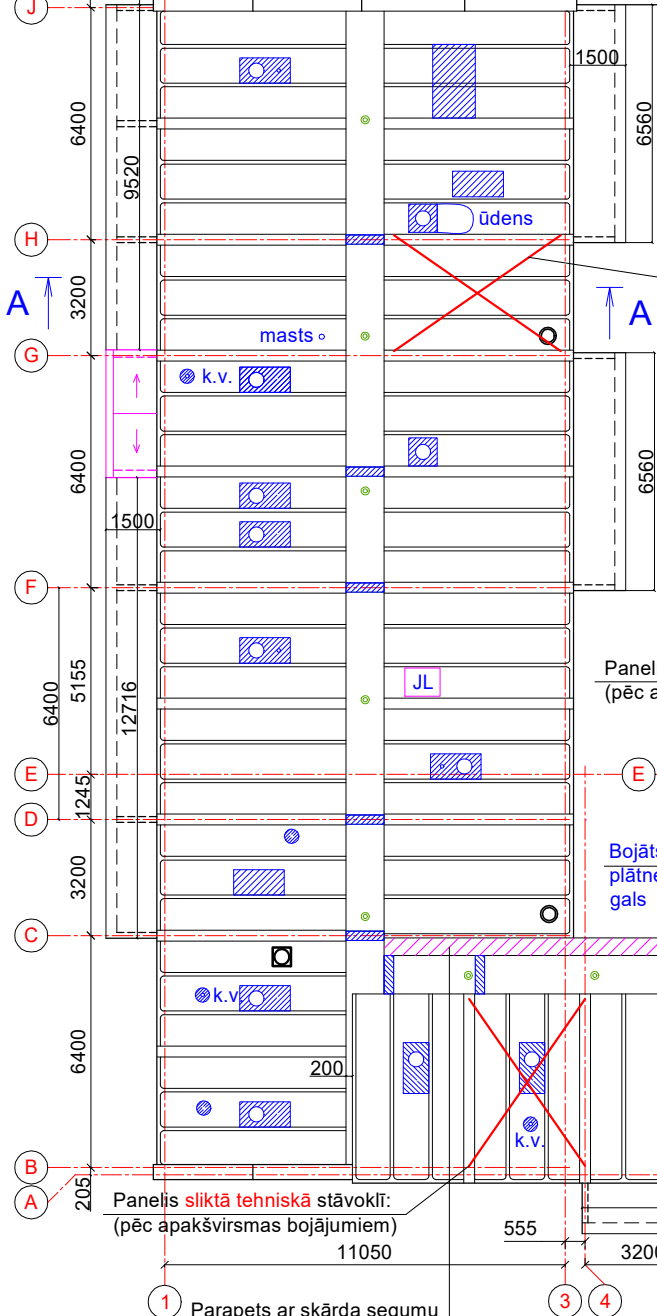 J
1500
6400
6560
9520
ūdens
H
3200
A
A
masts
G
k.v.
6400
6560
1500
F
5155
6400
12716
JL
Paneli
(pēc a
E
E
1245
D
3200
Bojāts
plātne
gals
C
k.v.
6400
200
k.v.
B
A
205
Panelis sliktā tehniskā stāvoklī:
(pēc apakšvirsmas bojājumiem)
555
11050
3200
1
3
4
Parapets ar skārda segumu